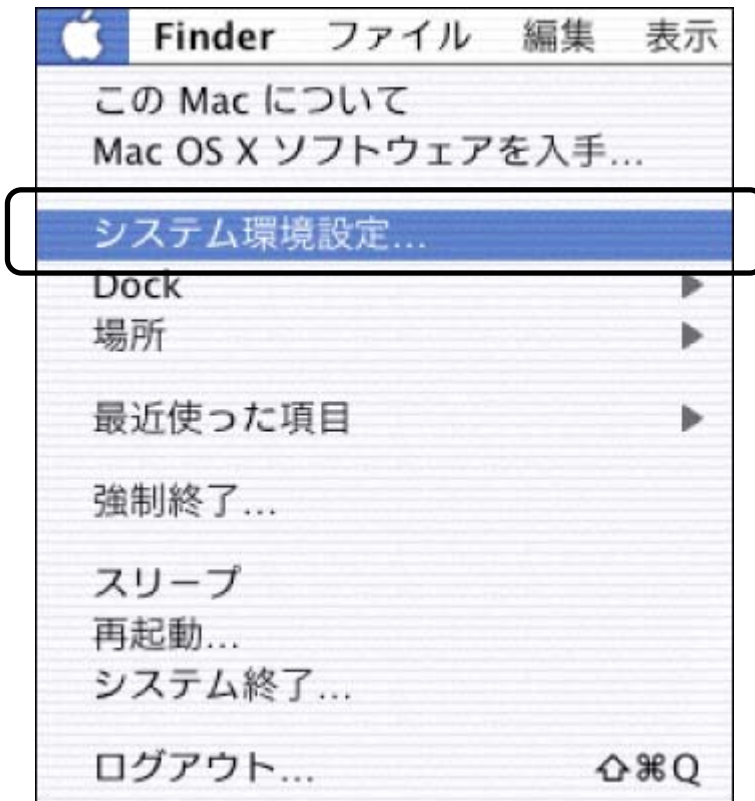 Finder ファイル 編集 表示
この Mac について
Mac OS X ソフトウェアを入手...
システム環境設定...
Dock
場所
最近使った項目
強制終了...
スリープ
再起動...
システム終了...
ログアウト... ⇧⌘Q